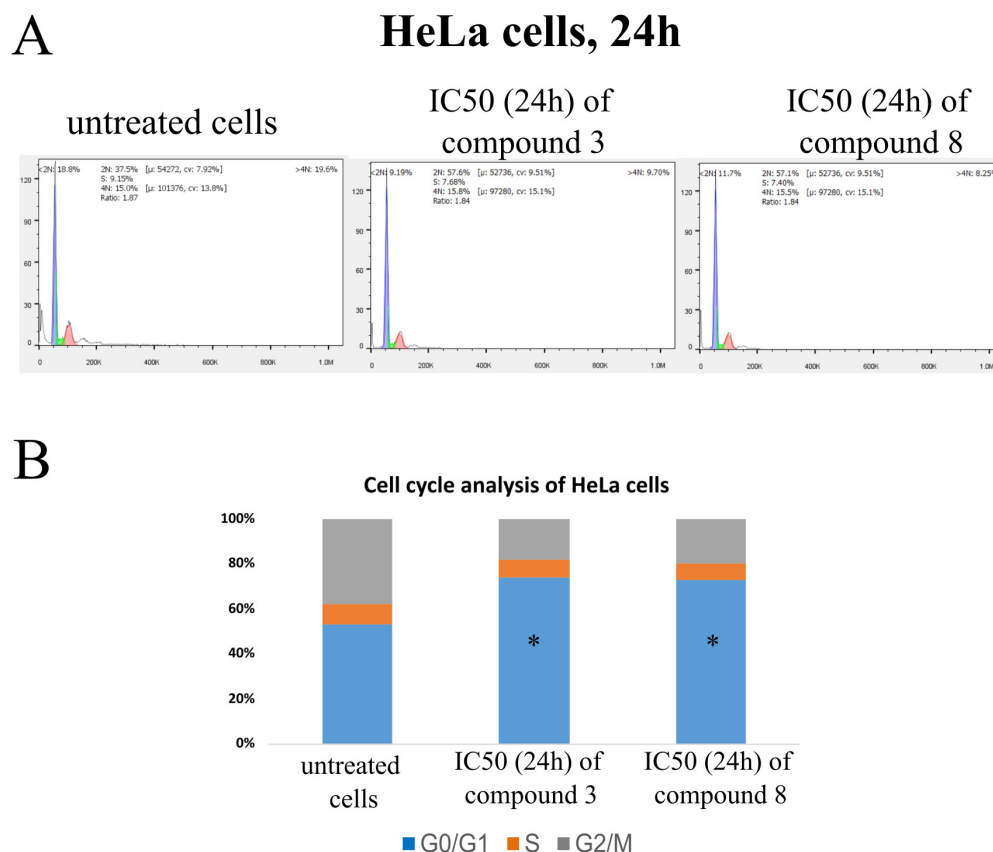 A
HeLa cells, 24h
untreated cells
IC50 (24h) of
compound 3
IC50 (24h) of
compound 8
<2N: 18.8%
2N: 37.5% [µ: 54272, cv: 7.92%]
>4N: 19.6%
S: 9.15%
4N: 15.0% [µ: 101376, cv: 13.8%]
Ratio: 1.87
120
90
60
30
0
0 200K 400K 600K 800K 1.0M
<2N: 9.19%
2N: 57.6% [µ: 52736, cv: 9.51%]
>4N: 9.70%
S: 7.68%
4N: 15.8% [µ: 97280, cv: 15.1%]
Ratio: 1.84
120
90
60
30
0
0 200K 400K 600K 800K 1.0M
<2N: 11.7%
2N: 57.1% [µ: 52736, cv: 9.51%]
>4N: 8.25%
S: 7.40%
4N: 15.5% [µ: 97280, cv: 15.1%]
Ratio: 1.84
120
90
60
30
0
0 200K 400K 600K 800K 1.0M
B
Cell cycle analysis of HeLa cells
100%
80%
60%
40%
20%
0%
* *
untreated
cells
IC50 (24h) of
compound 3
IC50 (24h) of
compound 8
G0/G1 S G2/M